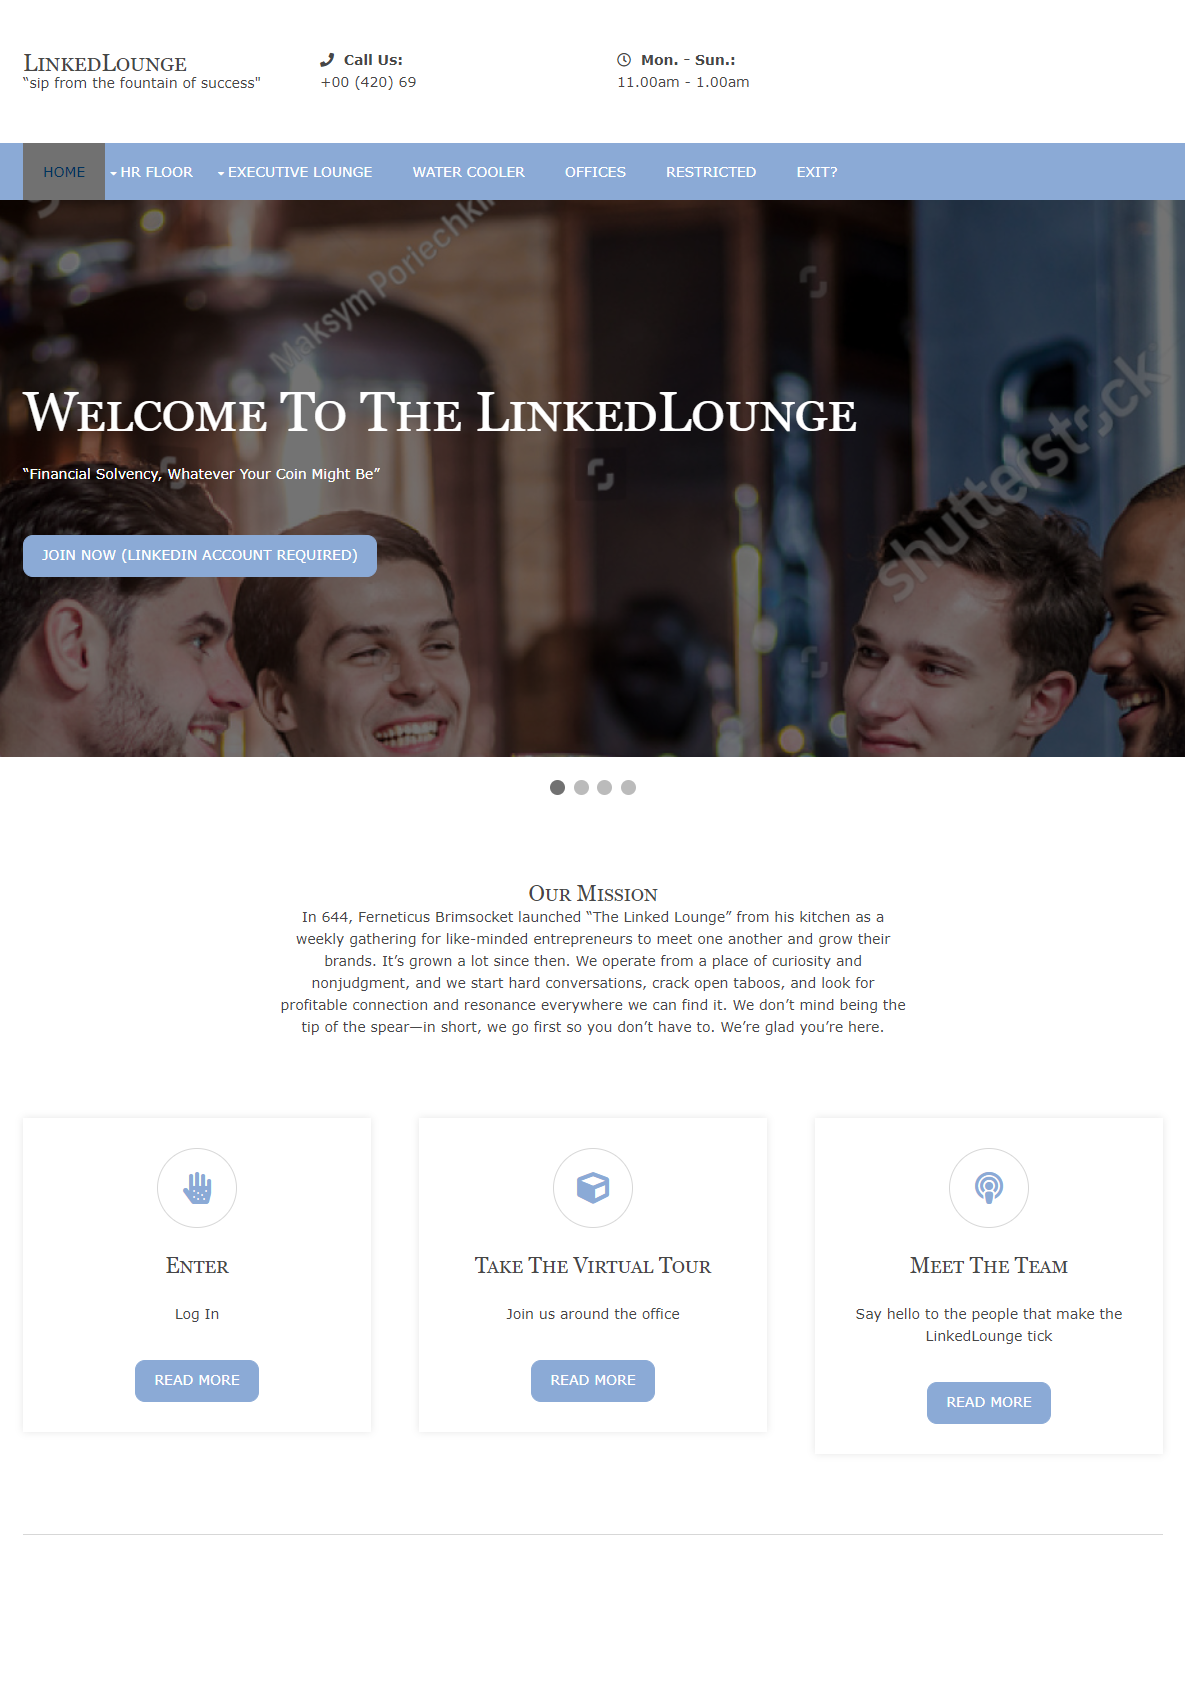 LinkedLounge
“sip from the fountain of success"
Call Us:
+00 (420) 69
Mon. - Sun.:
11.00am - 1.00am
HOME
HR FLOOR
EXECUTIVE LOUNGE
WATER COOLER
OFFICES
RESTRICTED
EXIT?
Maksym Poriechkin
shutterstock
Welcome To The LinkedLounge
“Financial Solvency, Whatever Your Coin Might Be”
JOIN NOW (LINKEDIN ACCOUNT REQUIRED)
Our Mission
In 644, Ferneticus Brimsocket launched “The Linked Lounge” from his kitchen as a
weekly gathering for like-minded entrepreneurs to meet one another and grow their
brands. It’s grown a lot since then. We operate from a place of curiosity and
nonjudgment, and we start hard conversations, crack open taboos, and look for
profitable connection and resonance everywhere we can find it. We don’t mind being the
tip of the spear—in short, we go first so you don’t have to. We’re glad you’re here.
Enter
Log In
READ MORE
Take The Virtual Tour
Join us around the office
READ MORE
Meet The Team
Say hello to the people that make the
LinkedLounge tick
READ MORE